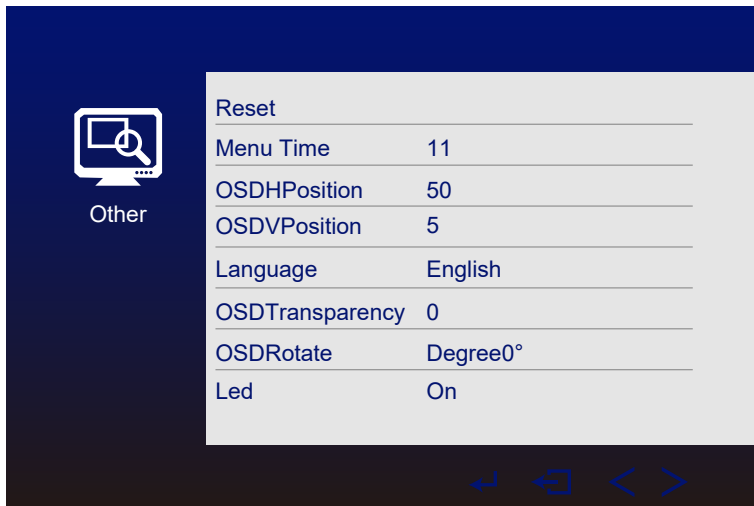 Other
Reset
Menu Time 11
OSDHPosition 50
OSDVPosition 5
Language English
OSDTransparency 0
OSDRotate Degree0°
Led On